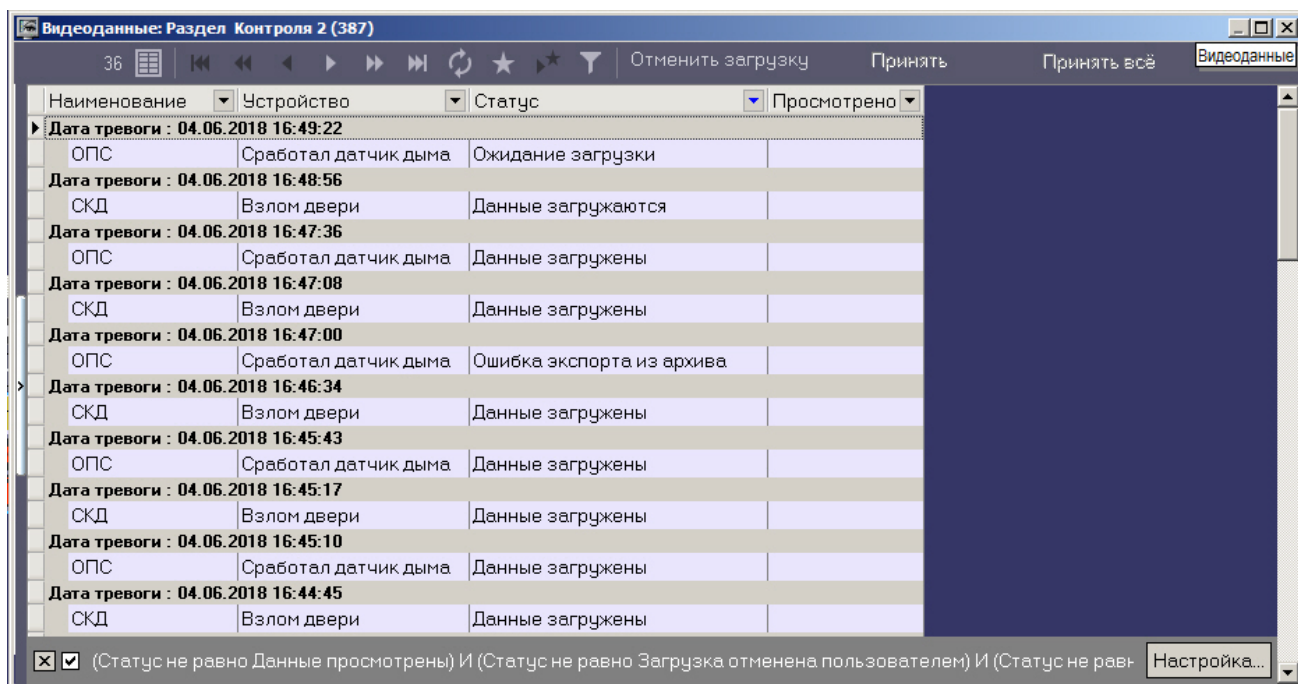 Видеоданные: Раздел Контроля 2 (387)
36 Отменить загрузку Принять Принять всё Видеоданные
Наименование Устройство Статус Просмотрено
Дата тревоги : 04.06.2018 16:49:22
ОПС Сработал датчик дыма Ожидание загрузки
Дата тревоги : 04.06.2018 16:48:56
СКД Взлом двери Данные загружаются
Дата тревоги : 04.06.2018 16:47:36
ОПС Сработал датчик дыма Данные загружены
Дата тревоги : 04.06.2018 16:47:08
СКД Взлом двери Данные загружены
Дата тревоги : 04.06.2018 16:47:00
ОПС Сработал датчик дыма Ошибка экспорта из архива
Дата тревоги : 04.06.2018 16:46:34
СКД Взлом двери Данные загружены
Дата тревоги : 04.06.2018 16:45:43
ОПС Сработал датчик дыма Данные загружены
Дата тревоги : 04.06.2018 16:45:17
СКД Взлом двери Данные загружены
Дата тревоги : 04.06.2018 16:45:10
ОПС Сработал датчик дыма Данные загружены
Дата тревоги : 04.06.2018 16:44:45
СКД Взлом двери Данные загружены
(Статус не равно Данные просмотрены) И (Статус не равно Загрузка отменена пользователем) И (Статус не Настройка...